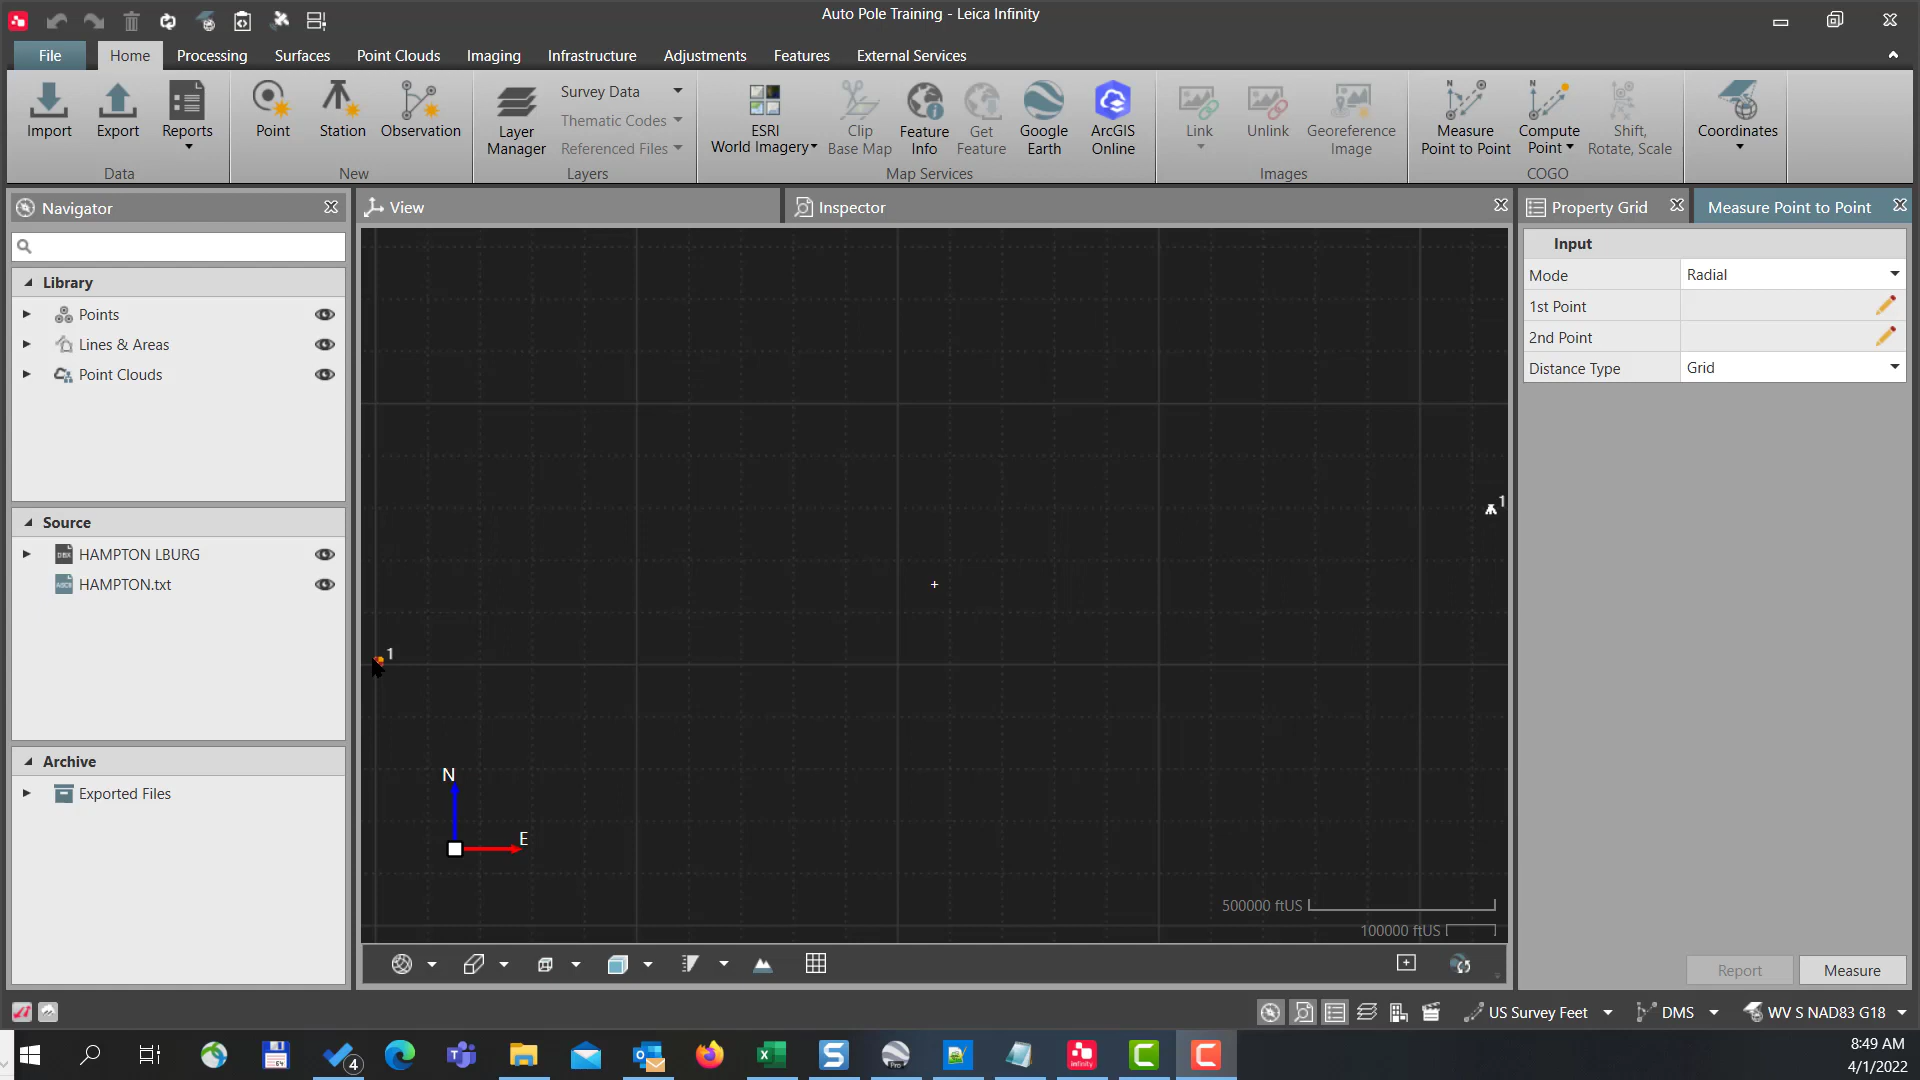 Auto Pole Training - Leica Infinity
File Home Processing Surfaces Point Clouds Imaging Infrastructure Adjustments Features External Services
Import
Export
Reports
Data
Point
Station
Observation
New
Layer
Manager
Survey Data
Thematic Codes
Referenced Files
Layers
ESRI
World Imagery
Clip
Base Map
Feature
Info
Get
Feature
Google
Earth
ArcGIS
Online
Map Services
Link
Unlink
Georeference
Image
Images
Measure
Point to Point
Compute
Point
Shift,
Rotate, Scale
COGO
Coordinates
Navigator
Library
Points
Lines & Areas
Point Clouds
Source
HAMPTON LBURG
HAMPTON.txt
Archive
Exported Files
View
Inspector
1
1
N
E
500000 ftUS
100000 ftUS
Property Grid
Measure Point to Point
Input
Mode Radial
1st Point
2nd Point
Distance Type Grid
Report Measure
US Survey Feet DMS WV S NAD83 G18
4
8:49 AM
4/1/2022